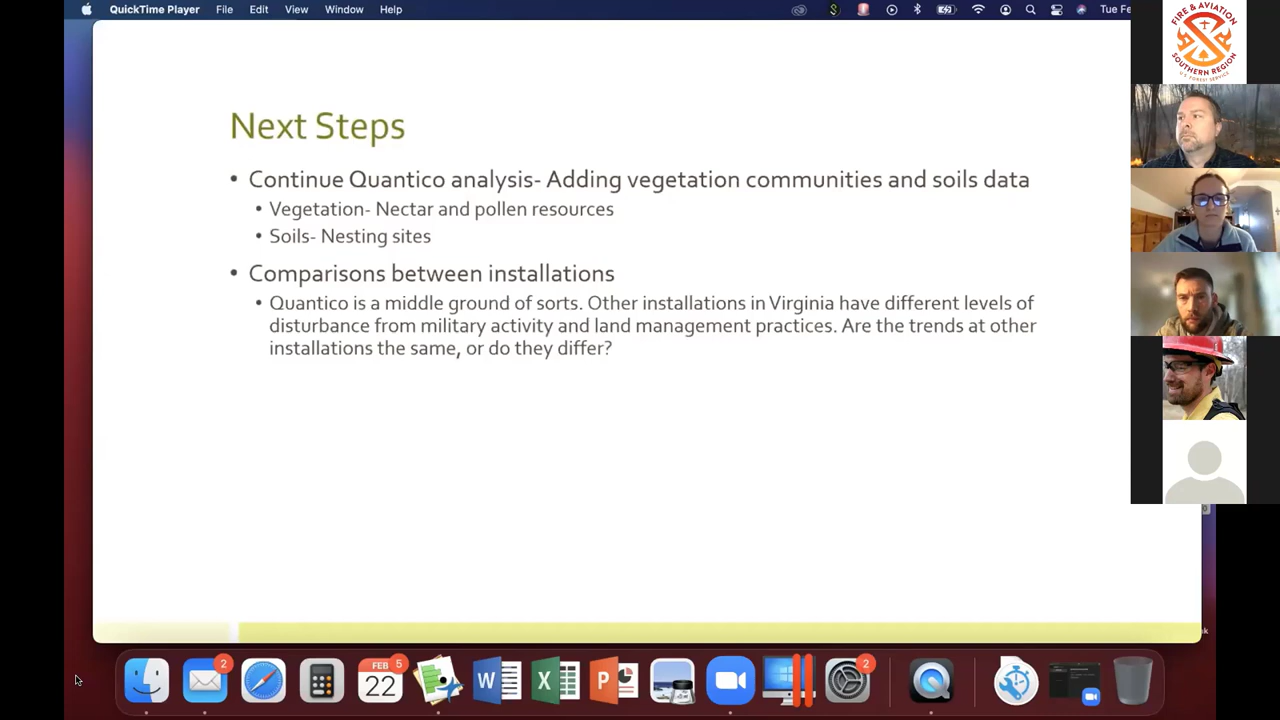 QuickTime Player File Edit View Window Help Tue Fe
FIRE & AVIATION
SOUTHERN REGION
U.S. FOREST SERVICE
Next Steps
• Continue Quantico analysis- Adding vegetation communities and soils data
• Vegetation- Nectar and pollen resources
• Soils- Nesting sites
• Comparisons between installations
• Quantico is a middle ground of sorts. Other installations in Virginia have different levels of
disturbance from military activity and land management practices. Are the trends at other
installations the same, or do they differ?
2
FEB
22
5
W
X
P
2